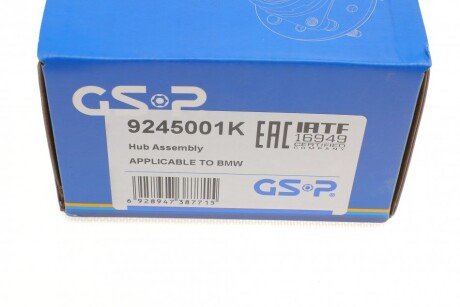 GSP
9245001K
Hub Assembly
APPLICABLE TO BMW
EAC
IATF
16949
CERTIFIED
COMPANY
GSP®
6 928947 387715